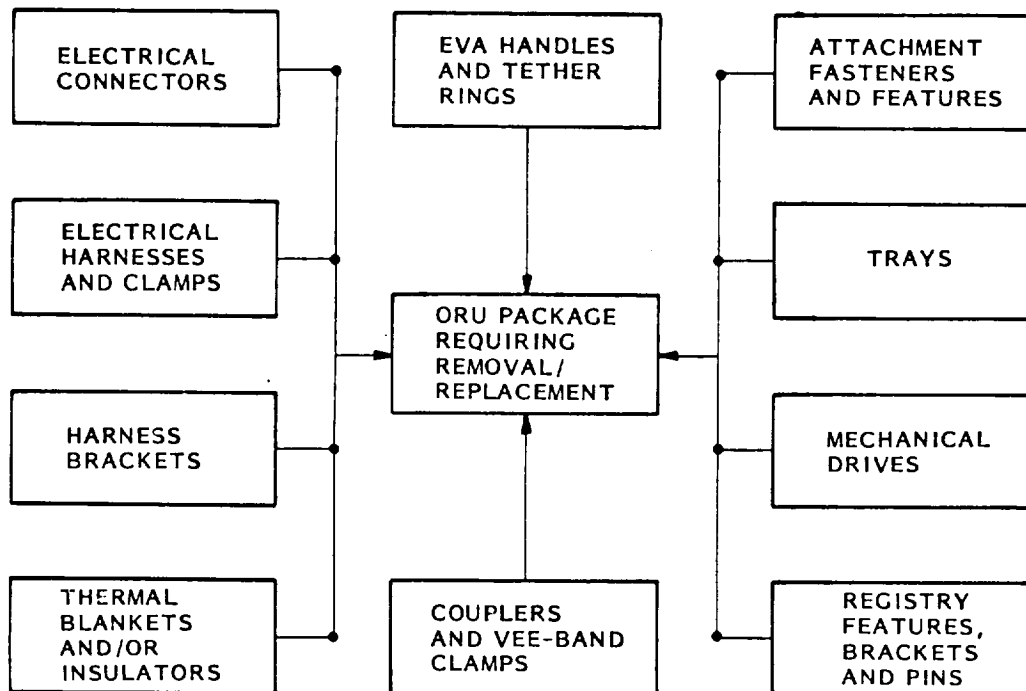 ELECTRICAL
CONNECTORS
EVA HANDLES
AND TETHER
RINGS
ATTACHMENT
FASTENERS
AND FEATURES
ELECTRICAL
HARNESSES
AND CLAMPS
TRAYS
ORU PACKAGE
REQUIRING
REMOVAL/
REPLACEMENT
HARNESS
BRACKETS
MECHANICAL
DRIVES
THERMAL
BLANKETS
AND/OR
INSULATORS
COUPLERS
AND VEE-BAND
CLAMPS
REGISTRY
FEATURES,
BRACKETS
AND PINS